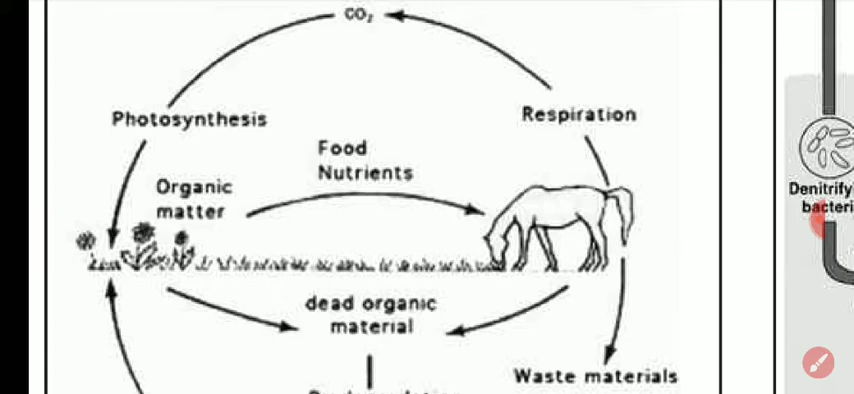 CO₂
Photosynthesis
Respiration
Food
Nutrients
Organic
matter
dead organic
material
Waste materials
Denitrify
bacteri